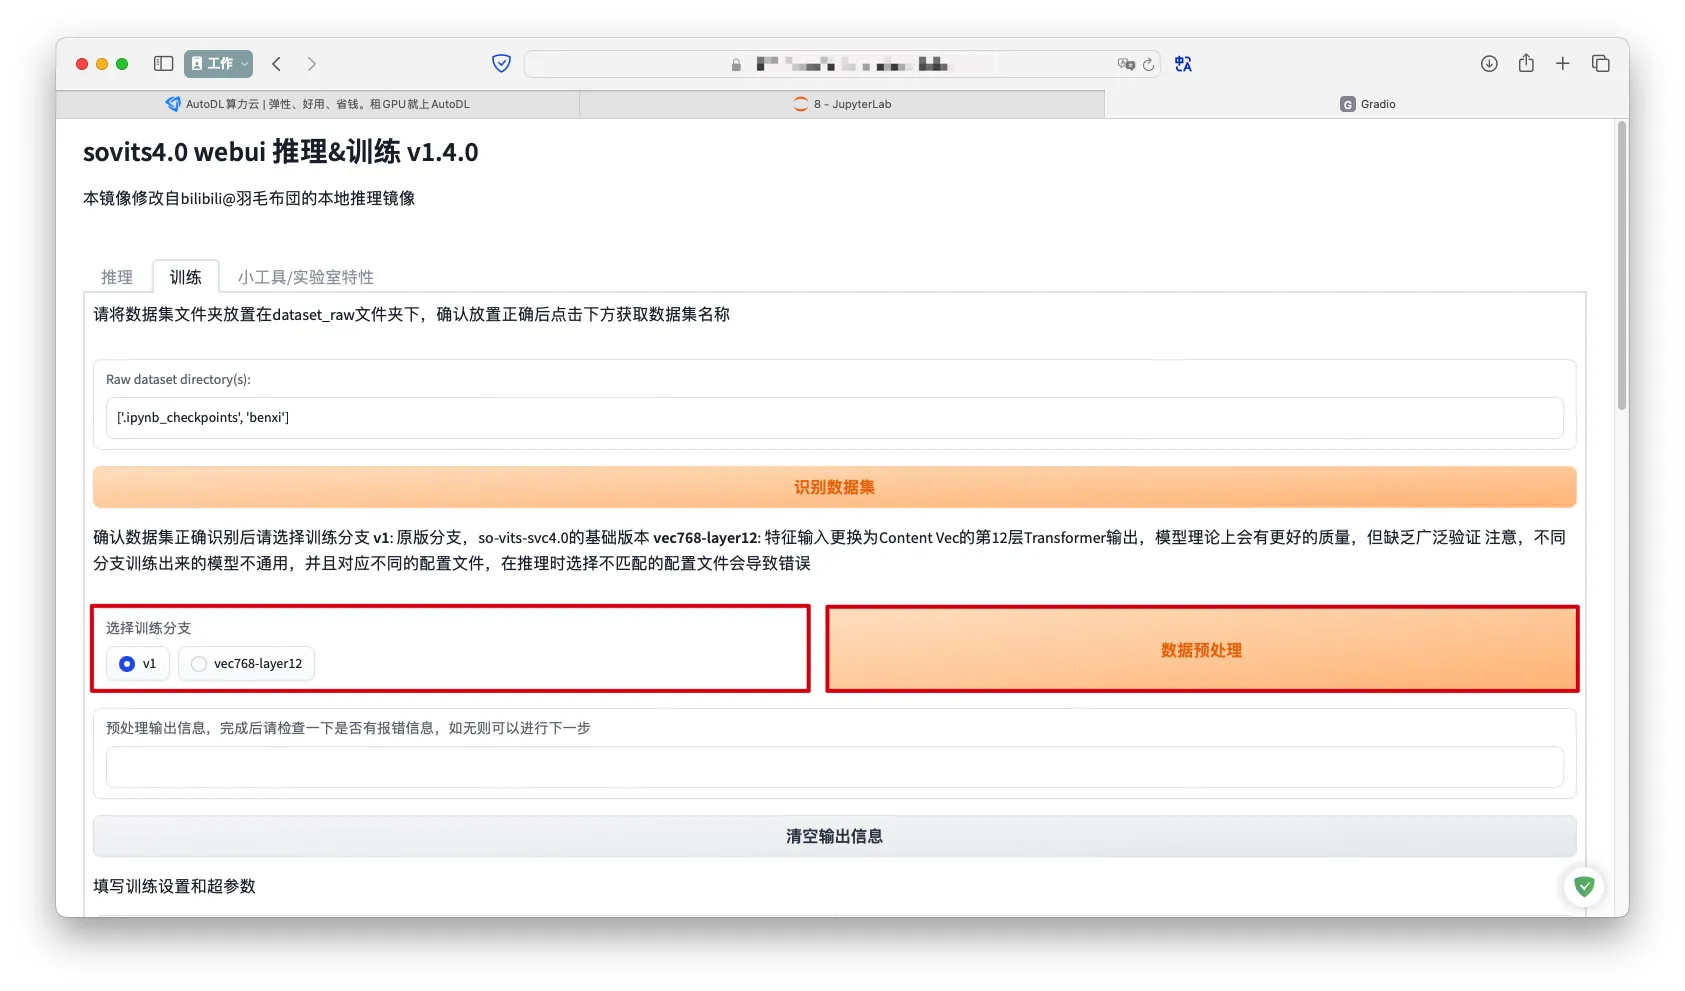 工作
AutoDL算力云 | 弹性、好用、省钱。租GPU就上AutoDL
8 - JupyterLab
G Gradio
sovits4.0 webui 推理&训练 v1.4.0
本镜像修改自bilibili@羽毛布団的本地推理镜像
推理
训练
小工具/实验室特性
请将数据集文件夹放置在dataset_raw文件夹下，确认放置正确后点击下方获取数据集名称
Raw dataset directory(s):
['.ipynb_checkpoints', 'benxi']
识别数据集
确认数据集正确识别后请选择训练分支 v1: 原版分支，so-vits-svc4.0的基础版本 vec768-layer12: 特征输入更换为Content Vec的第12层Transformer输出，模型理论上会有更好的质量，但缺乏广泛验证 注意，不同
分支训练出来的模型不通用，并且对应不同的配置文件，在推理时选择不匹配的配置文件会导致错误
选择训练分支
v1
vec768-layer12
数据预处理
预处理输出信息，完成后请检查一下是否有报错信息，如无则可以进行下一步
清空输出信息
填写训练设置和超参数